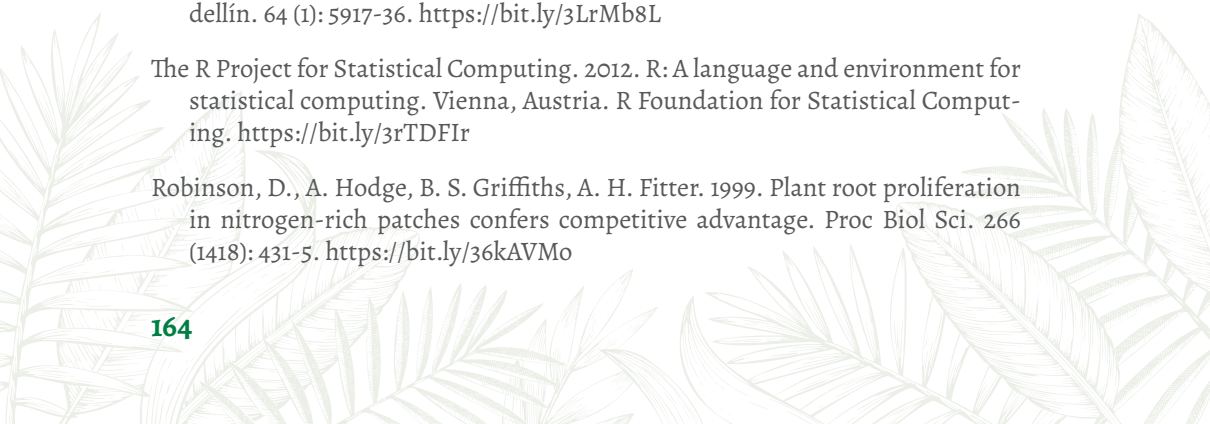 dellín. 64 (1): 5917-36. https://bit.ly/3LrMb8L
The R Project for Statistical Computing. 2012. R: A language and environment for
statistical computing. Vienna, Austria. R Foundation for Statistical Comput-
ing. https://bit.ly/3rTDFIr
Robinson, D., A. Hodge, B. S. Griffiths, A. H. Fitter. 1999. Plant root proliferation
in nitrogen-rich patches confers competitive advantage. Proc Biol Sci. 266
(1418): 431-5. https://bit.ly/36kAVMo
164